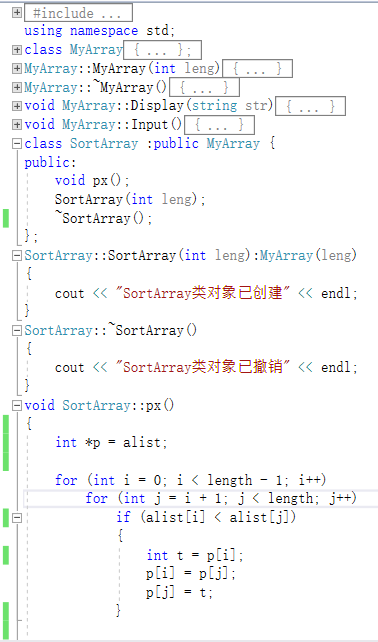 #include ...
using namespace std;
class MyArray{ ... };
MyArray::MyArray(int leng){ ... }
MyArray::~MyArray(){ ... }
void MyArray::Display(string str){ ... }
void MyArray::Input(){ ... }
class SortArray :public MyArray {
public:
    void px();
    SortArray(int leng);
    ~SortArray();
};
SortArray::SortArray(int leng):MyArray(leng)
{
    cout << "SortArray类对象已创建" << endl;
}
SortArray::~SortArray()
{
    cout << "SortArray类对象已撤销" << endl;
}
void SortArray::px()
{
    int *p = alist;
    for (int i = 0; i < length - 1; i++)
        for (int j = i + 1; j < length; j++)
            if (alist[i] < alist[j])
            {
                int t = p[i];
                p[i] = p[j];
                p[j] = t;
            }